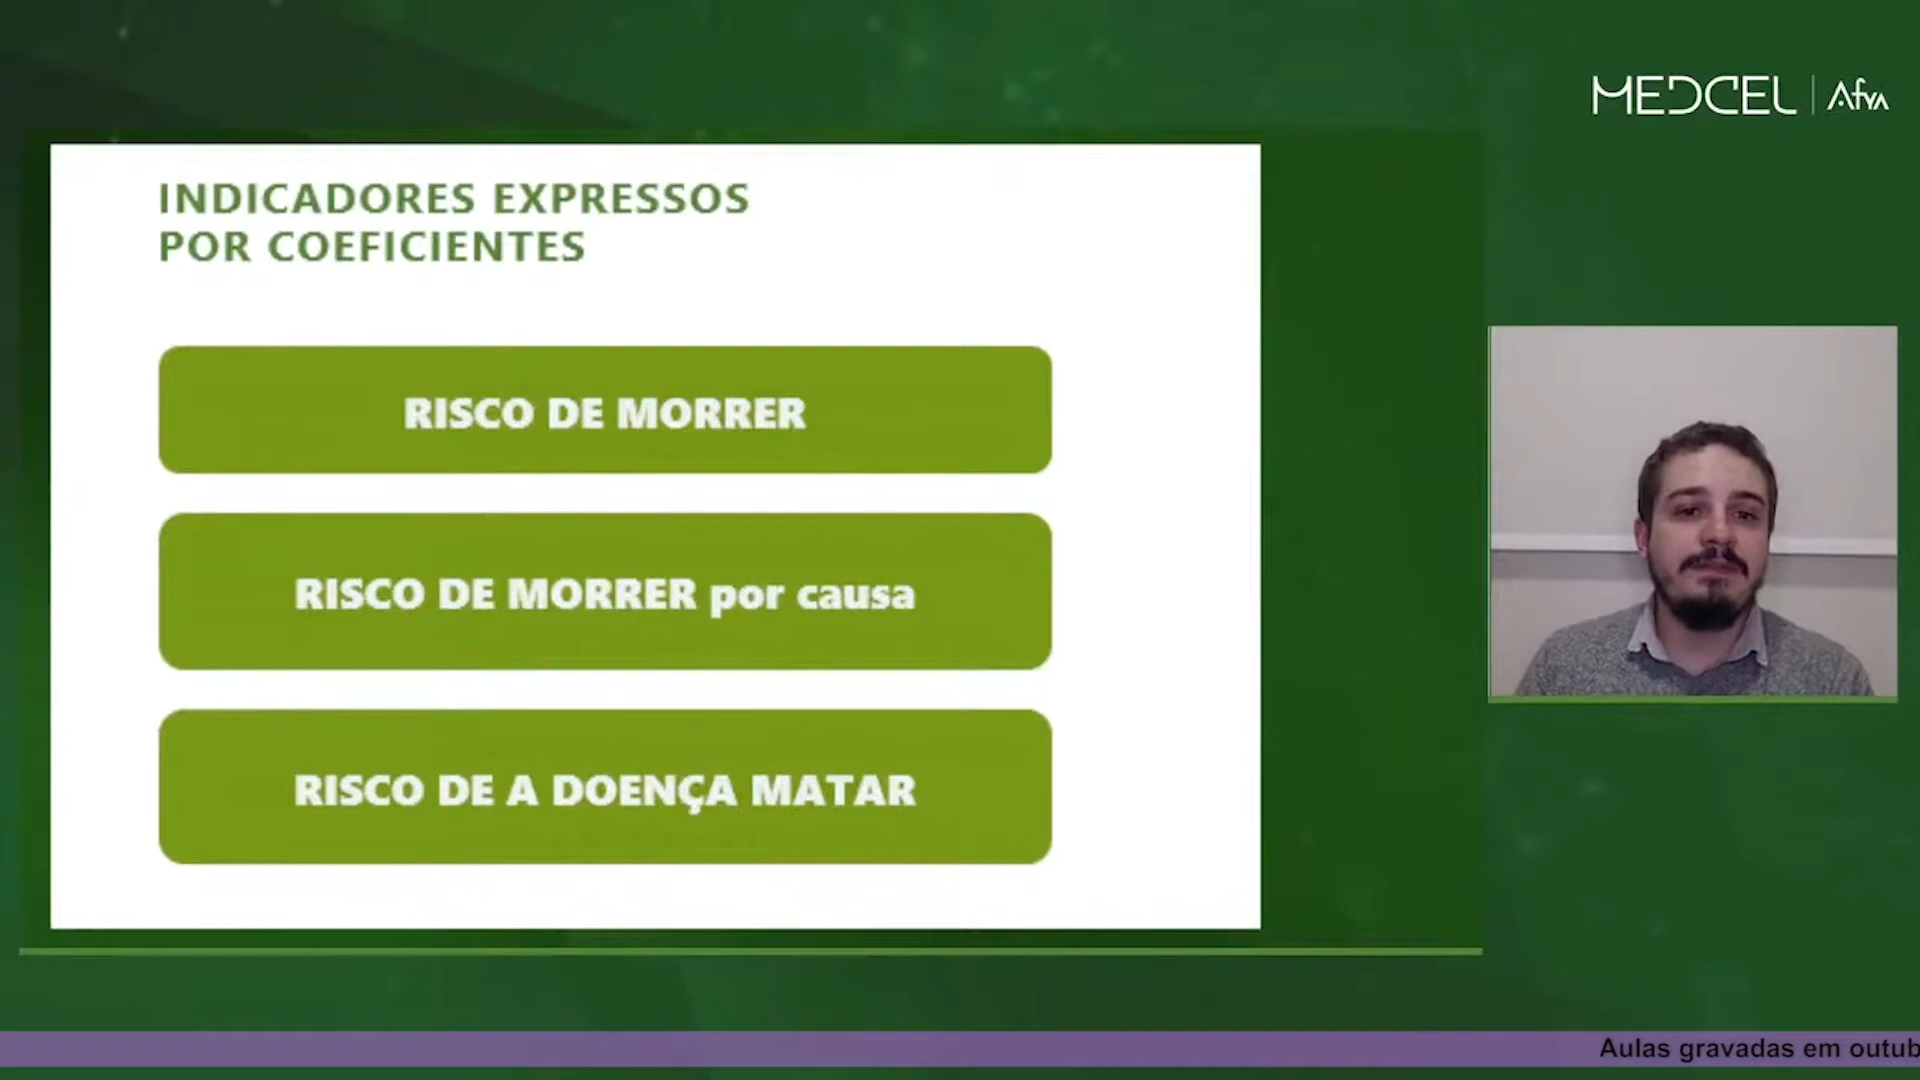 MEDCEL | Afya
INDICADORES EXPRESSOS
POR COEFICIENTES
RISCO DE MORRER
RISCO DE MORRER por causa
RISCO DE A DOENÇA MATAR
Aulas gravadas em outub